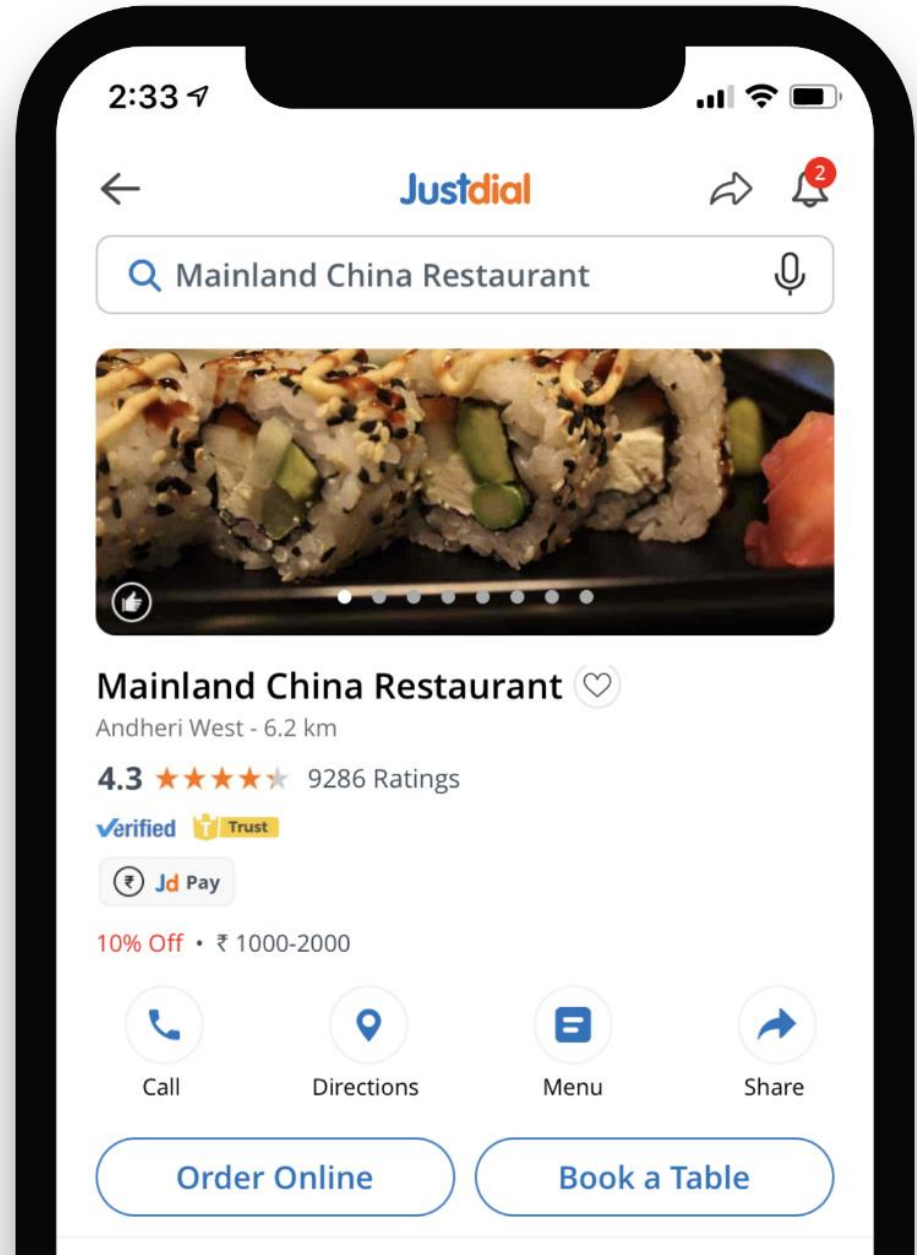 2:33
Justdial
2
Mainland China Restaurant
Mainland China Restaurant
Andheri West - 6.2 km
4.3 9286 Ratings
Verified T Trust
₹ Jd Pay
10% Off • ₹ 1000-2000
Call Directions Menu Share
Order Online Book a Table